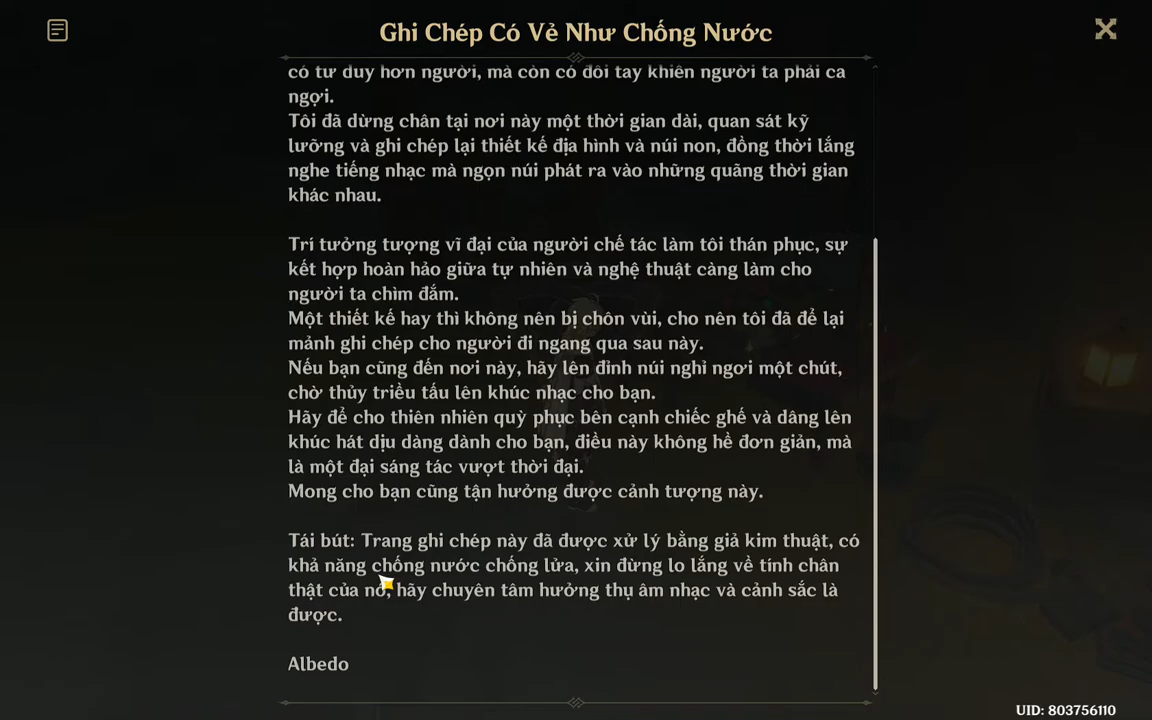 Ghi Chép Có Vẻ Như Chống Nước
có tư duy hơn người, mà còn có đôi tay khiến người ta phải ca
ngợi.
Tôi đã dừng chân tại nơi này một thời gian dài, quan sát kỹ
lưỡng và ghi chép lại thiết kế địa hình và núi non, đồng thời lắng
nghe tiếng nhạc mà ngọn núi phát ra vào những quãng thời gian
khác nhau.
Trí tưởng tượng vĩ đại của người chế tác làm tôi thán phục, sự
kết hợp hoàn hảo giữa tự nhiên và nghệ thuật càng làm cho
người ta chìm đắm.
Một thiết kế hay thì không nên bị chôn vùi, cho nên tôi đã để lại
mảnh ghi chép cho người đi ngang qua sau này.
Nếu bạn cũng đến nơi này, hãy lên đỉnh núi nghỉ ngơi một chút,
chờ thủy triều tấu lên khúc nhạc cho bạn.
Hãy để cho thiên nhiên quỳ phục bên cạnh chiếc ghế và dâng lên
khúc hát dịu dàng dành cho bạn, điều này không hề đơn giản, mà
là một đại sáng tác vượt thời đại.
Mong cho bạn cũng tận hưởng được cảnh tượng này.
Tái bút: Trang ghi chép này đã được xử lý bằng giả kim thuật, có
khả năng chống nước chống lửa, xin đừng lo lắng về tính chân
thật của nó, hãy chuyên tâm hưởng thụ âm nhạc và cảnh sắc là
được.
Albedo
UID: 803756110